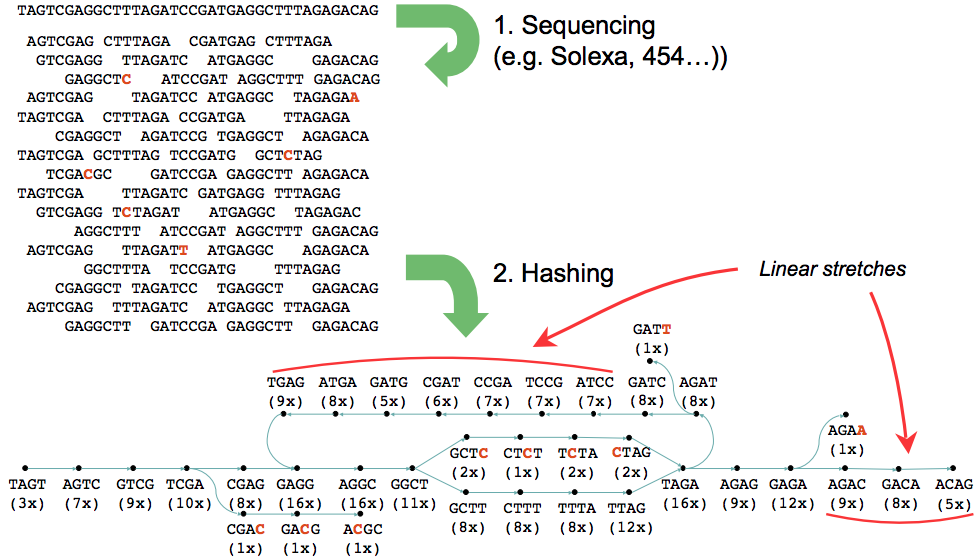 TAGTCGAGGCTTTAGATCCGATGAGGCTTTAGAGACAG
AGTCGAG CTTTAGA CGATGAG CTTTAGA
GTCGAGG TTAGATC ATGAGGC GAGACAG
GAGGCTC ATCCGAT AGGCTTT GAGACAG
AGTCGAG TAGATCC ATGAGGC TAGAGAA
TAGTCGA CTTTAGA CCGATGA TTAGAGA
CGAGGCT AGATCCG TGAGGCT AGAGACA
TAGTCGA GCTTTAG TCCGATG GCTCTAG
TCGACGC GATCCGA GAGGCTT AGAGACA
TAGTCGA TTAGATC GATGAGG TTTAGAG
GTCGAGG TCTAGAT ATGAGGC TAGAGAC
AGGCTTT ATCCGAT AGGCTTT GAGACAG
AGTCGAG TTAGATT ATGAGGC AGAGACA
GGCTTTA TCCGATG TTTAGAG
CGAGGCT TAGATCC TGAGGCT GAGACAG
AGTCGAG TTTAGATC ATGAGGC TTAGAGA
GAGGCTT GATCCGA GAGGCTT GAGACAG
1. Sequencing
(e.g. Solexa, 454…))
2. Hashing
Linear stretches
GATT
(1x)
TGAG ATGA GATG CGAT CCGA TCCG ATCC GATC AGAT
(9x) (8x) (5x) (6x) (7x) (7x) (7x) (8x) (8x)
AGAA
(1x)
GCTC CTCT TCTA CTAG
(2x) (1x) (2x) (2x)
TAGT AGTC GTCG TCGA CGAG GAGG AGGC GGCT TAGA AGAG GAGA AGAC GACA ACAG
(3x) (7x) (9x) (10x) (8x) (16x) (16x) (11x) (16x) (9x) (12x) (9x) (8x) (5x)
GCTT CTTT TTTA TTAG
(8x) (8x) (8x) (12x)
CGAC GACG ACGC
(1x) (1x) (1x)